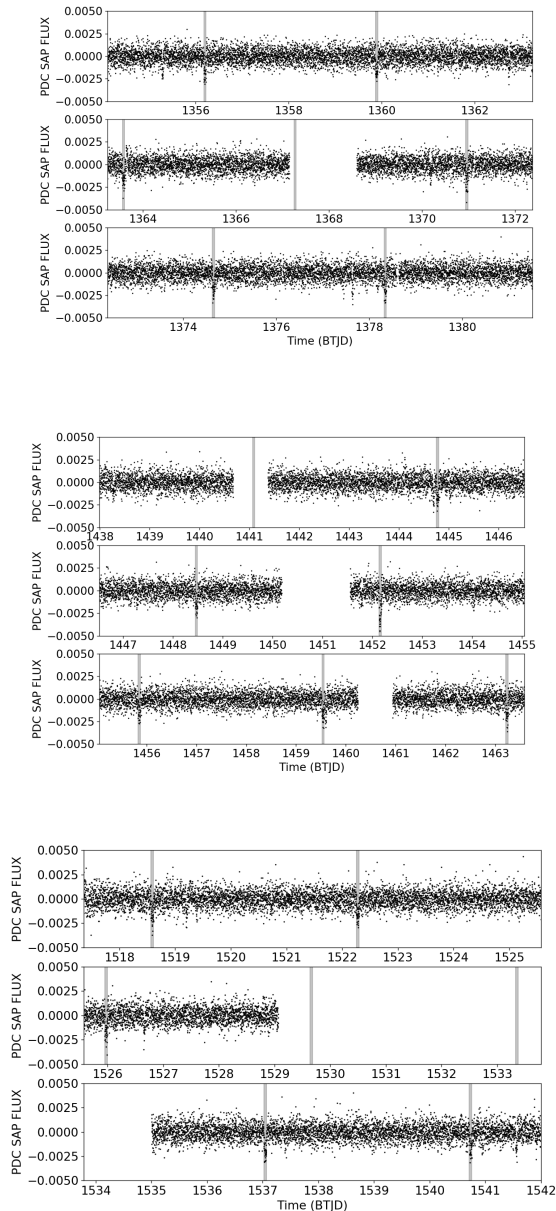 PDC SAP FLUX
0.0050
0.0025
0.0000
−0.0025
−0.0050
1356 1358 1360 1362
PDC SAP FLUX
0.0050
0.0025
0.0000
−0.0025
−0.0050
1364 1366 1368 1370 1372
PDC SAP FLUX
0.0050
0.0025
0.0000
−0.0025
−0.0050
1374 1376 1378 1380
Time (BTJD)
PDC SAP FLUX
0.0050
0.0025
0.0000
−0.0025
−0.0050
1438 1439 1440 1441 1442 1443 1444 1445 1446
PDC SAP FLUX
0.0050
0.0025
0.0000
−0.0025
−0.0050
1447 1448 1449 1450 1451 1452 1453 1454 1455
PDC SAP FLUX
0.0050
0.0025
0.0000
−0.0025
−0.0050
1456 1457 1458 1459 1460 1461 1462 1463
Time (BTJD)
PDC SAP FLUX
0.0050
0.0025
0.0000
−0.0025
−0.0050
1518 1519 1520 1521 1522 1523 1524 1525
PDC SAP FLUX
0.0050
0.0025
0.0000
−0.0025
−0.0050
1526 1527 1528 1529 1530 1531 1532 1533
PDC SAP FLUX
0.0050
0.0025
0.0000
−0.0025
−0.0050
1534 1535 1536 1537 1538 1539 1540 1541 1542
Time (BTJD)